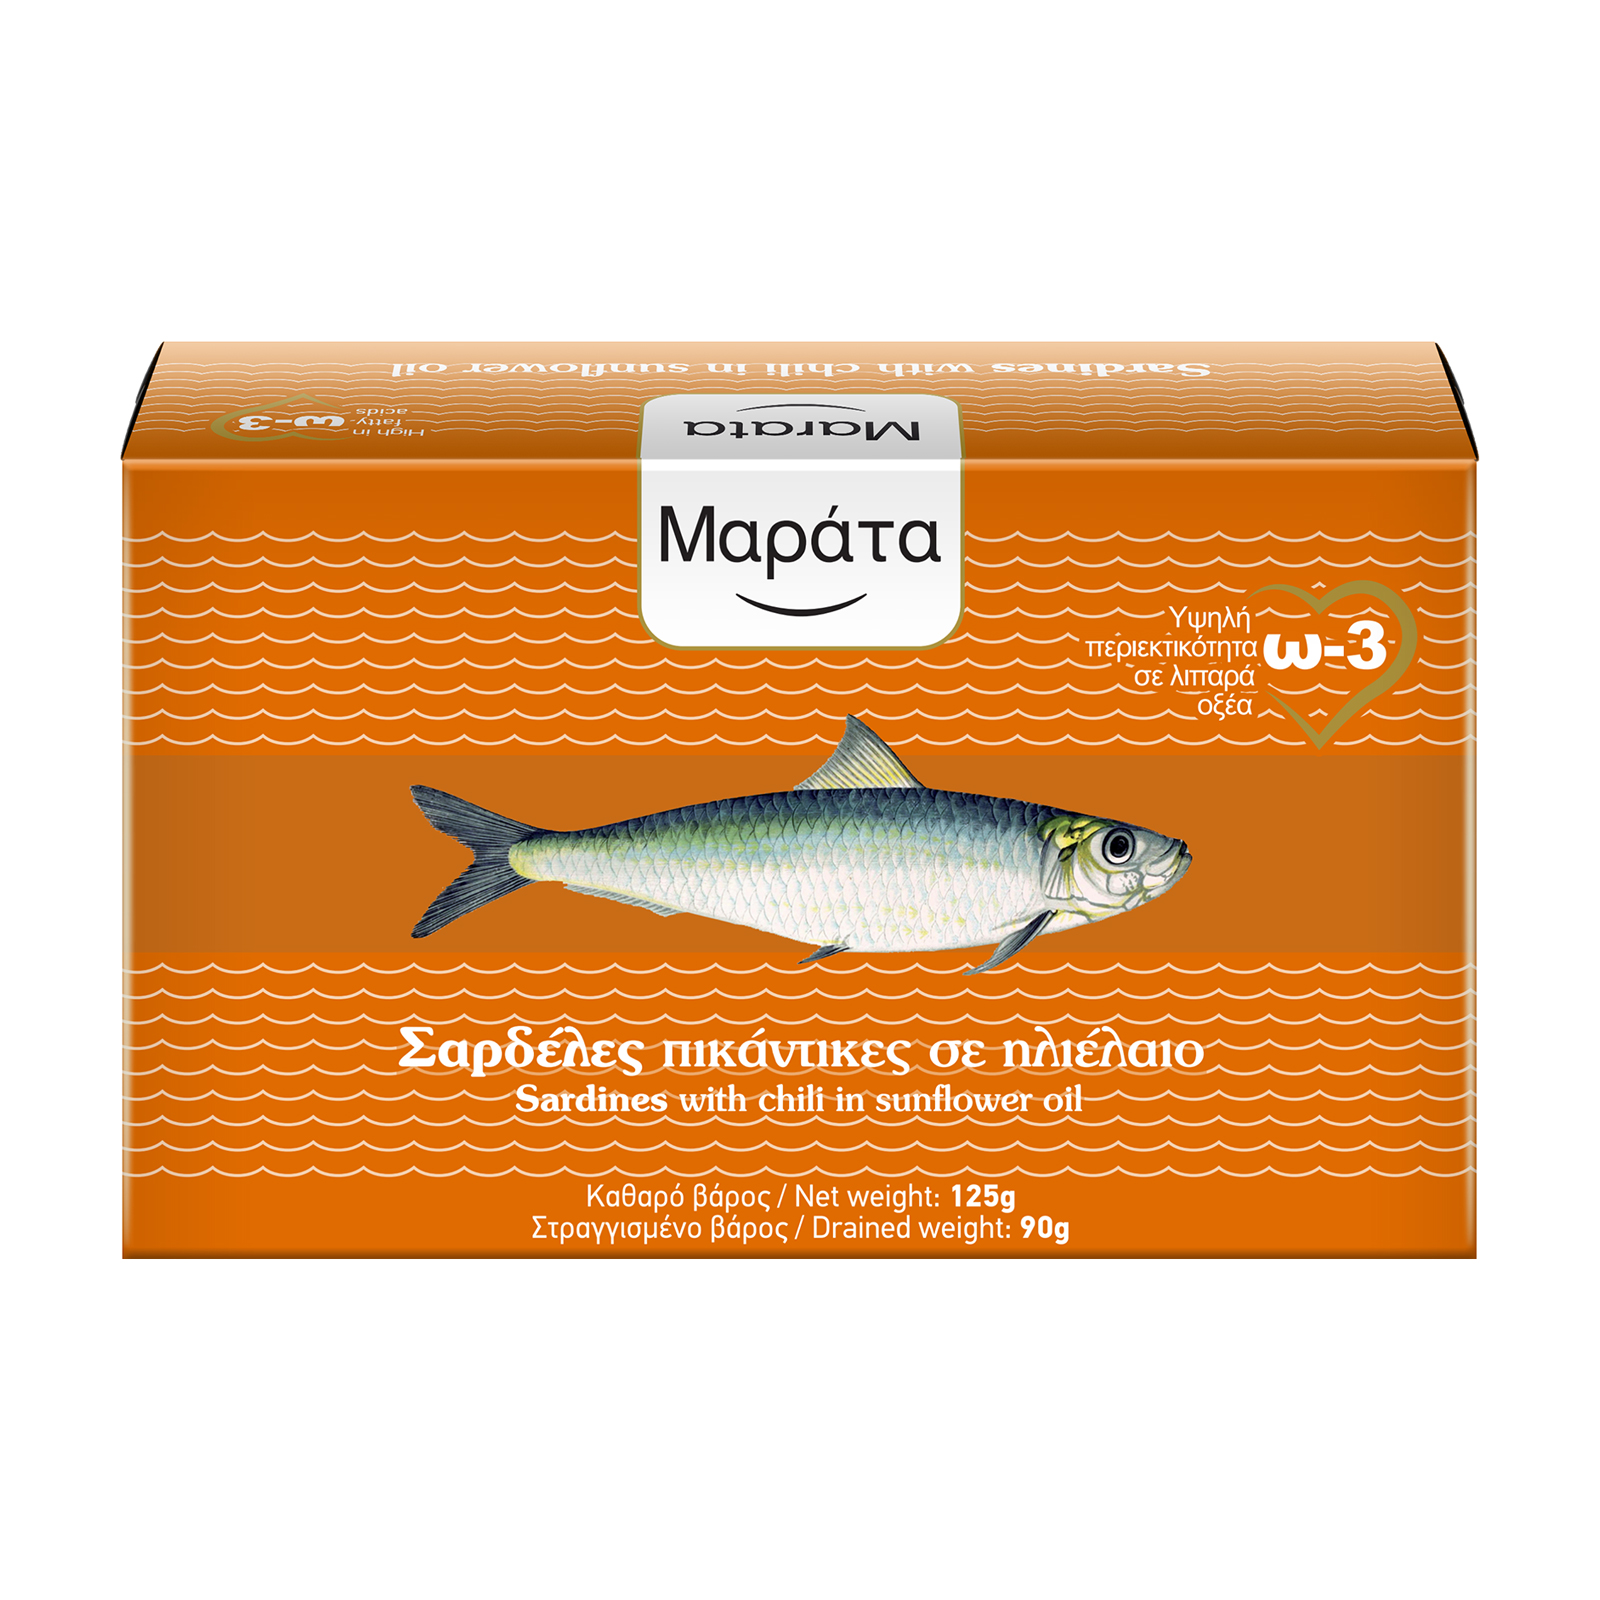 Sardines with chili in sunflower oil
High in
fatty
acids
ω-3
Marata
Μαράτα
Υψηλή
περιεκτικότητα
σε λιπαρά
οξέα
ω-3
Σαρδέλες πικάντικες σε ηλιέλαιο
Sardines with chili in sunflower oil
Καθαρό βάρος / Net weight: 125g
Στραγγισμένο βάρος / Drained weight: 90g